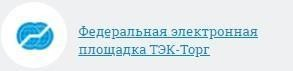 Федеральная электронная
площадка ТЭК-Торг